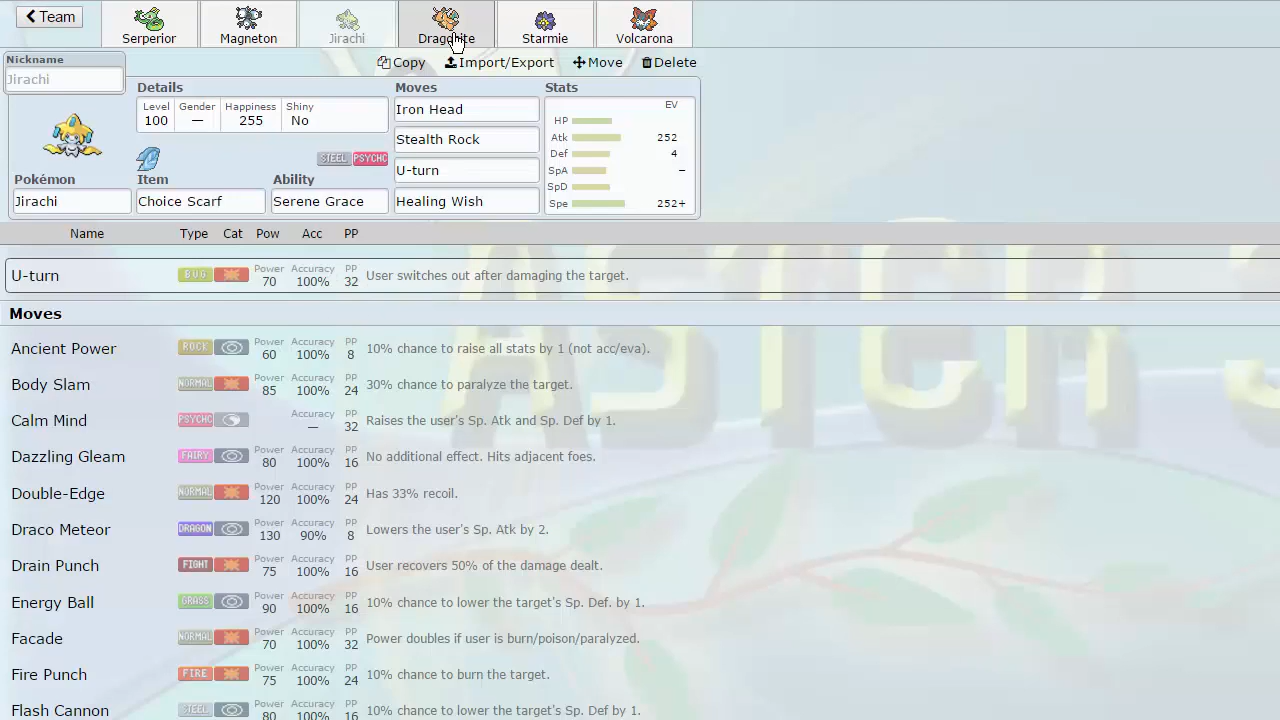 Team
Serperior
Magneton
Jirachi
Starmie
Volcarona
Copy
Import/Export
Move
Delete
Nickname
Jirachi
Details
Level
100
Gender
—
Happiness
255
Shiny
No
STEEL
PSYCHC
Pokémon
Jirachi
Item
Choice Scarf
Ability
Serene Grace
Moves
Iron Head
Stealth Rock
U-turn
Healing Wish
Stats
EV
HP
Atk 252
Def 4
SpA –
SpD
Spe 252+
Name Type Cat Pow Acc PP
U-turn BUG Power 70 Accuracy 100% PP 32 User switches out after damaging the target.
Moves
Ancient Power ROCK Power 60 Accuracy 100% PP 8 10% chance to raise all stats by 1 (not acc/eva).
Body Slam NORMAL Power 85 Accuracy 100% PP 24 30% chance to paralyze the target.
Calm Mind PSYCHC Accuracy — PP 32 Raises the user's Sp. Atk and Sp. Def by 1.
Dazzling Gleam FAIRY Power 80 Accuracy 100% PP 16 No additional effect. Hits adjacent foes.
Double-Edge NORMAL Power 120 Accuracy 100% PP 24 Has 33% recoil.
Draco Meteor DRAGON Power 130 Accuracy 90% PP 8 Lowers the user's Sp. Atk by 2.
Drain Punch FIGHT Power 75 Accuracy 100% PP 16 User recovers 50% of the damage dealt.
Energy Ball GRASS Power 90 Accuracy 100% PP 16 10% chance to lower the target's Sp. Def. by 1.
Facade NORMAL Power 70 Accuracy 100% PP 32 Power doubles if user is burn/poison/paralyzed.
Fire Punch FIRE Power 75 Accuracy 100% PP 24 10% chance to burn the target.
Flash Cannon STEEL Power 80 Accuracy 100% PP 16 10% chance to lower the target's Sp. Def by 1.